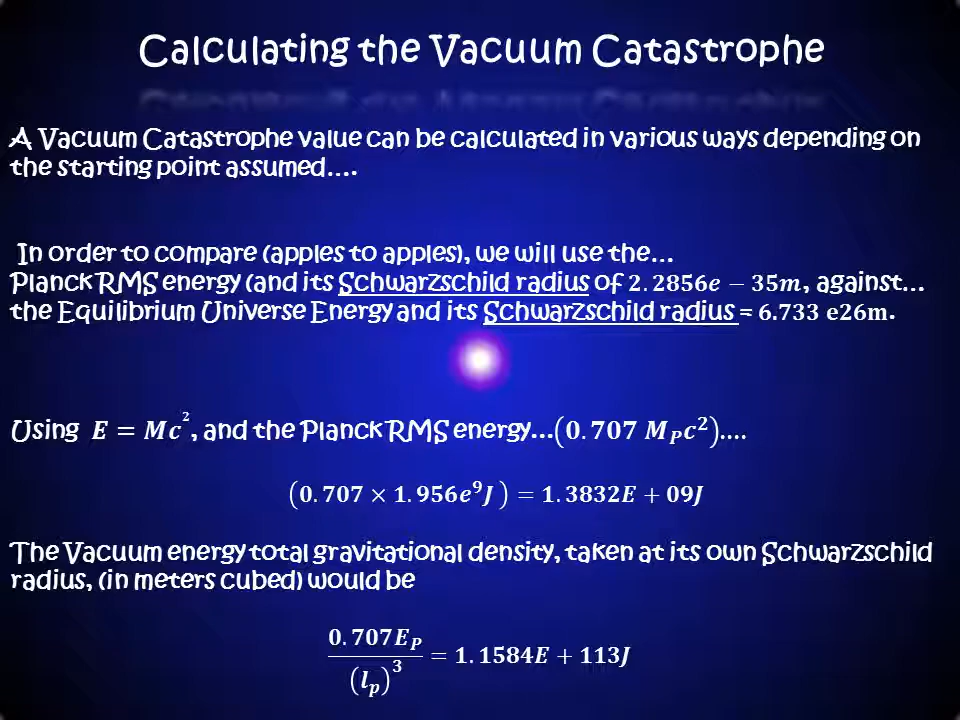 Calculating the Vacuum Catastrophe
A Vacuum Catastrophe value can be calculated in various ways depending on
the starting point assumed....
In order to compare (apples to apples), we will use the...
Planck RMS energy (and its Schwarzschild radius of 2.2856e − 35m, against...
the Equilibrium Universe Energy and its Schwarzschild radius = 6.733 e26m.
Using E = Mc², and the Planck RMS energy...(0.707 M_P c²)....
(0.707 × 1.956e⁹J ) = 1.3832E + 09J
The Vacuum energy total gravitational density, taken at its own Schwarzschild
radius, (in meters cubed) would be
0.707E_P / (l_p)³ = 1.1584E + 113J